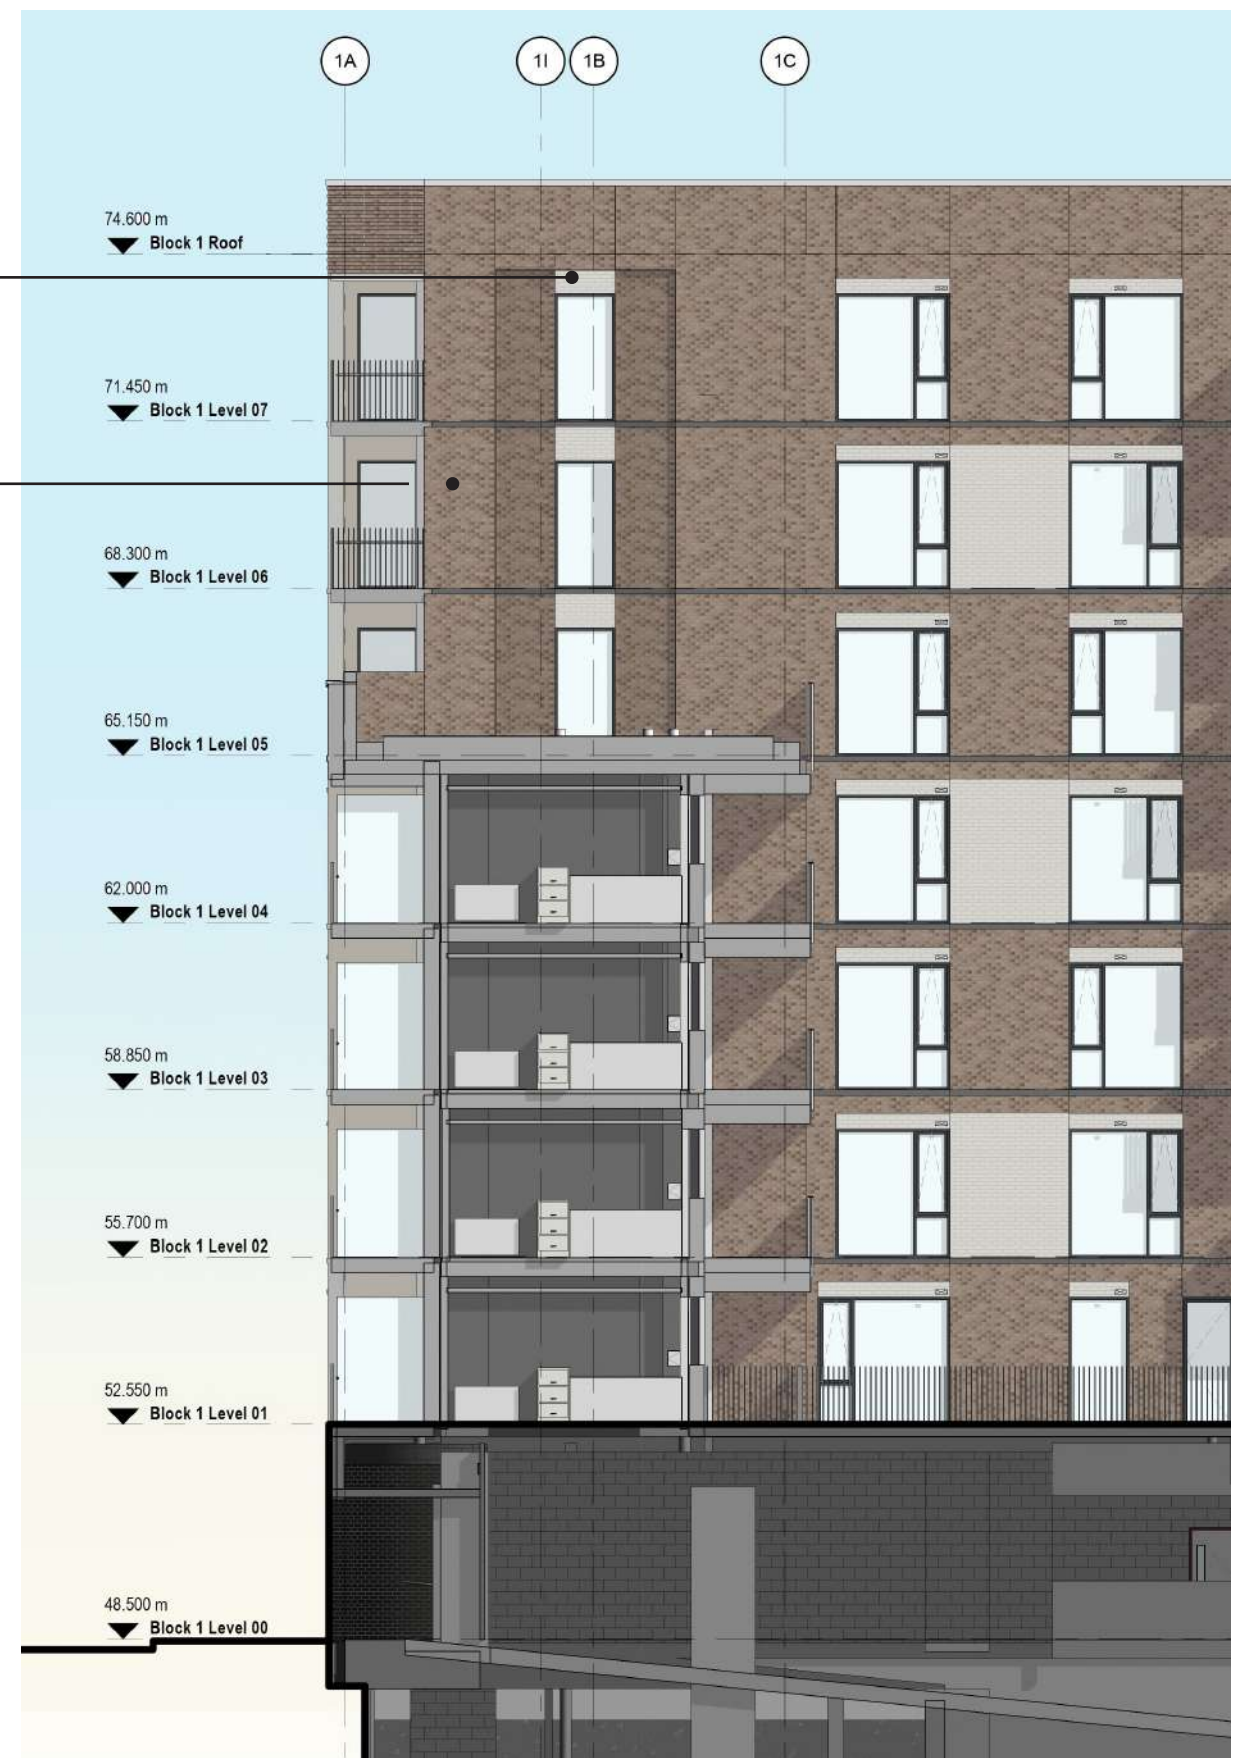 1A
1I
1B
1C
74.600 m
Block 1 Roof
71.450 m
Block 1 Level 07
68.300 m
Block 1 Level 06
65.150 m
Block 1 Level 05
62.000 m
Block 1 Level 04
58.850 m
Block 1 Level 03
55.700 m
Block 1 Level 02
52.550 m
Block 1 Level 01
48.500 m
Block 1 Level 00